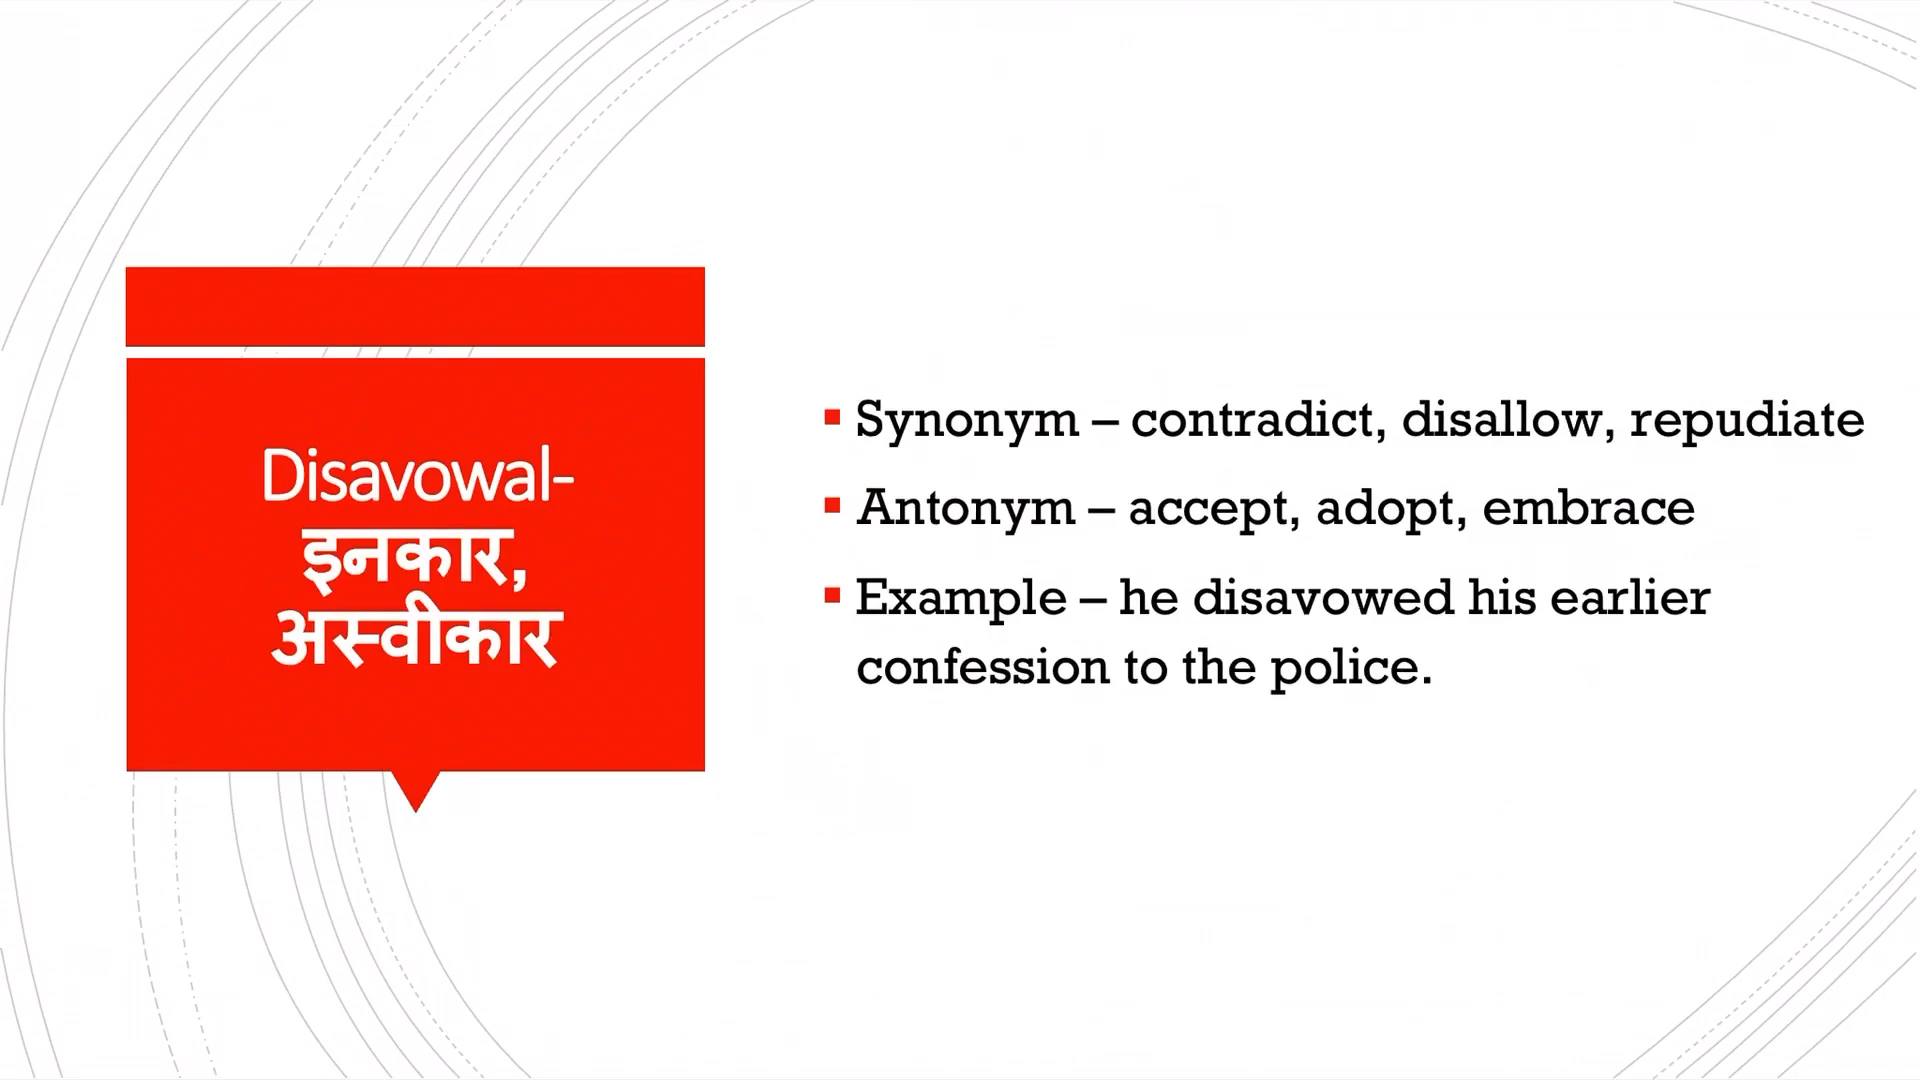 Disavowal-
इनकार,
अस्वीकार
Synonym – contradict, disallow, repudiate
Antonym – accept, adopt, embrace
Example – he disavowed his earlier
confession to the police.